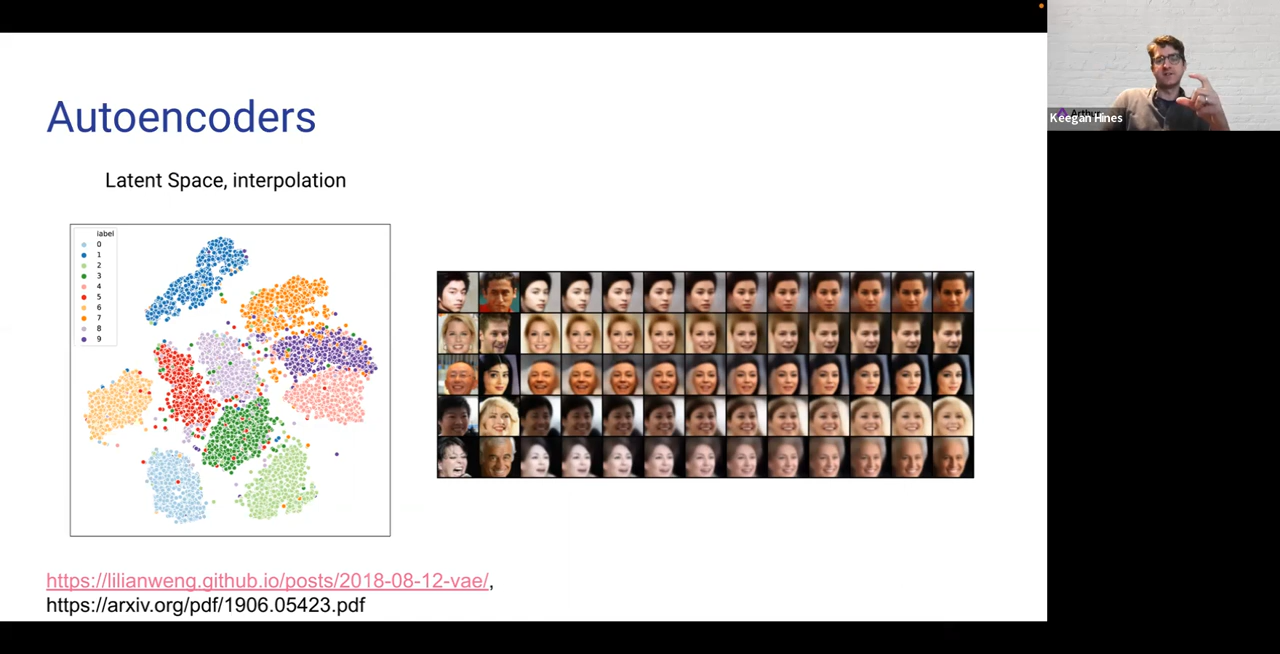 Autoencoders
Latent Space, interpolation
label
0
1
2
3
4
5
6
7
8
9
https://lilianweng.github.io/posts/2018-08-12-vae/,
https://arxiv.org/pdf/1906.05423.pdf
Keegan Hines